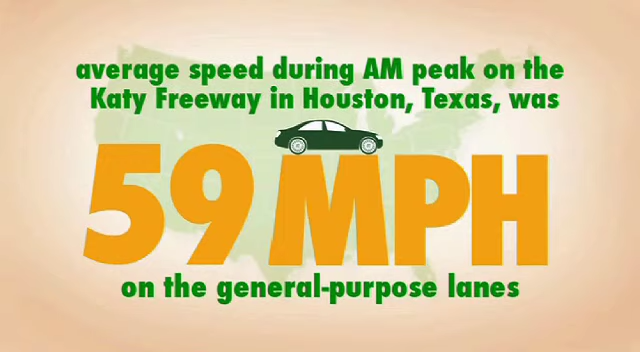 average speed during AM peak on the
Katy Freeway in Houston, Texas, was
59 MPH
on the general-purpose lanes